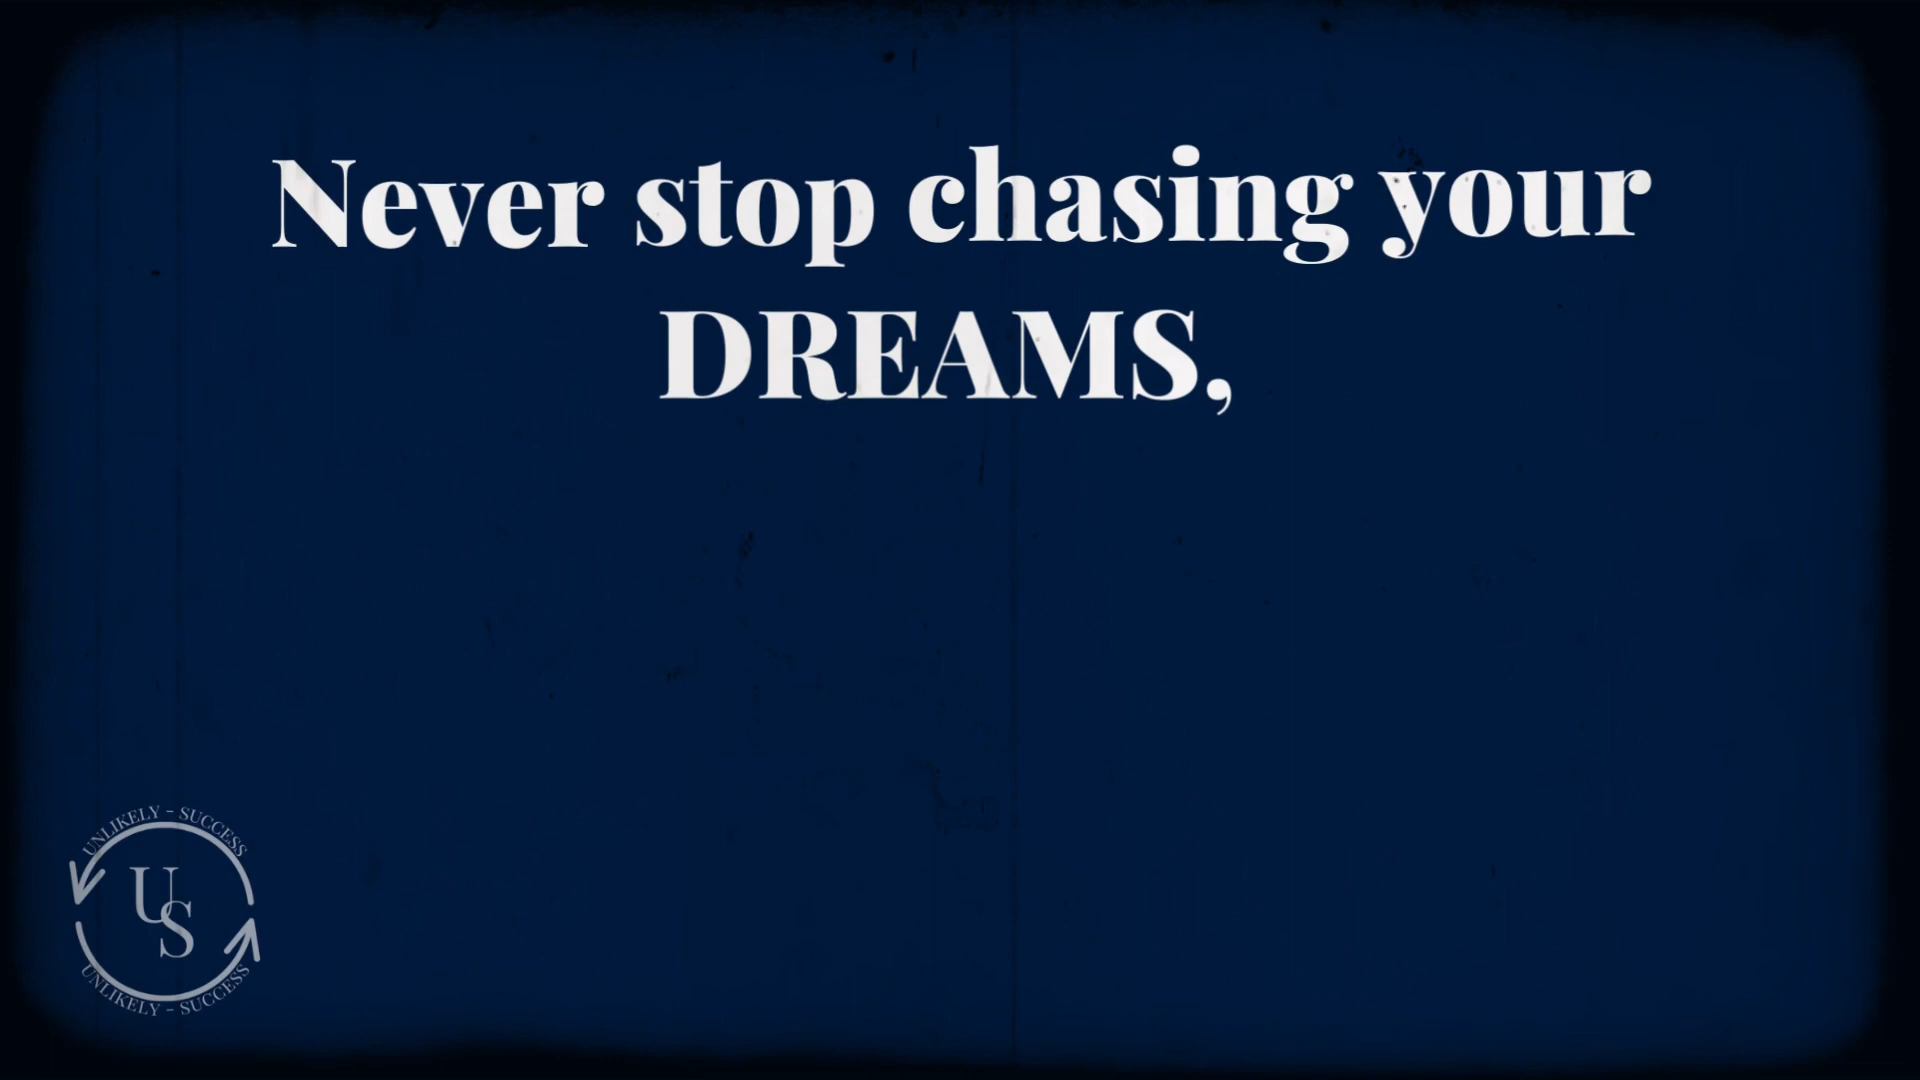 Never stop chasing your
DREAMS,
UNLIKELY - SUCCESS
US
UNLIKELY - SUCCESS